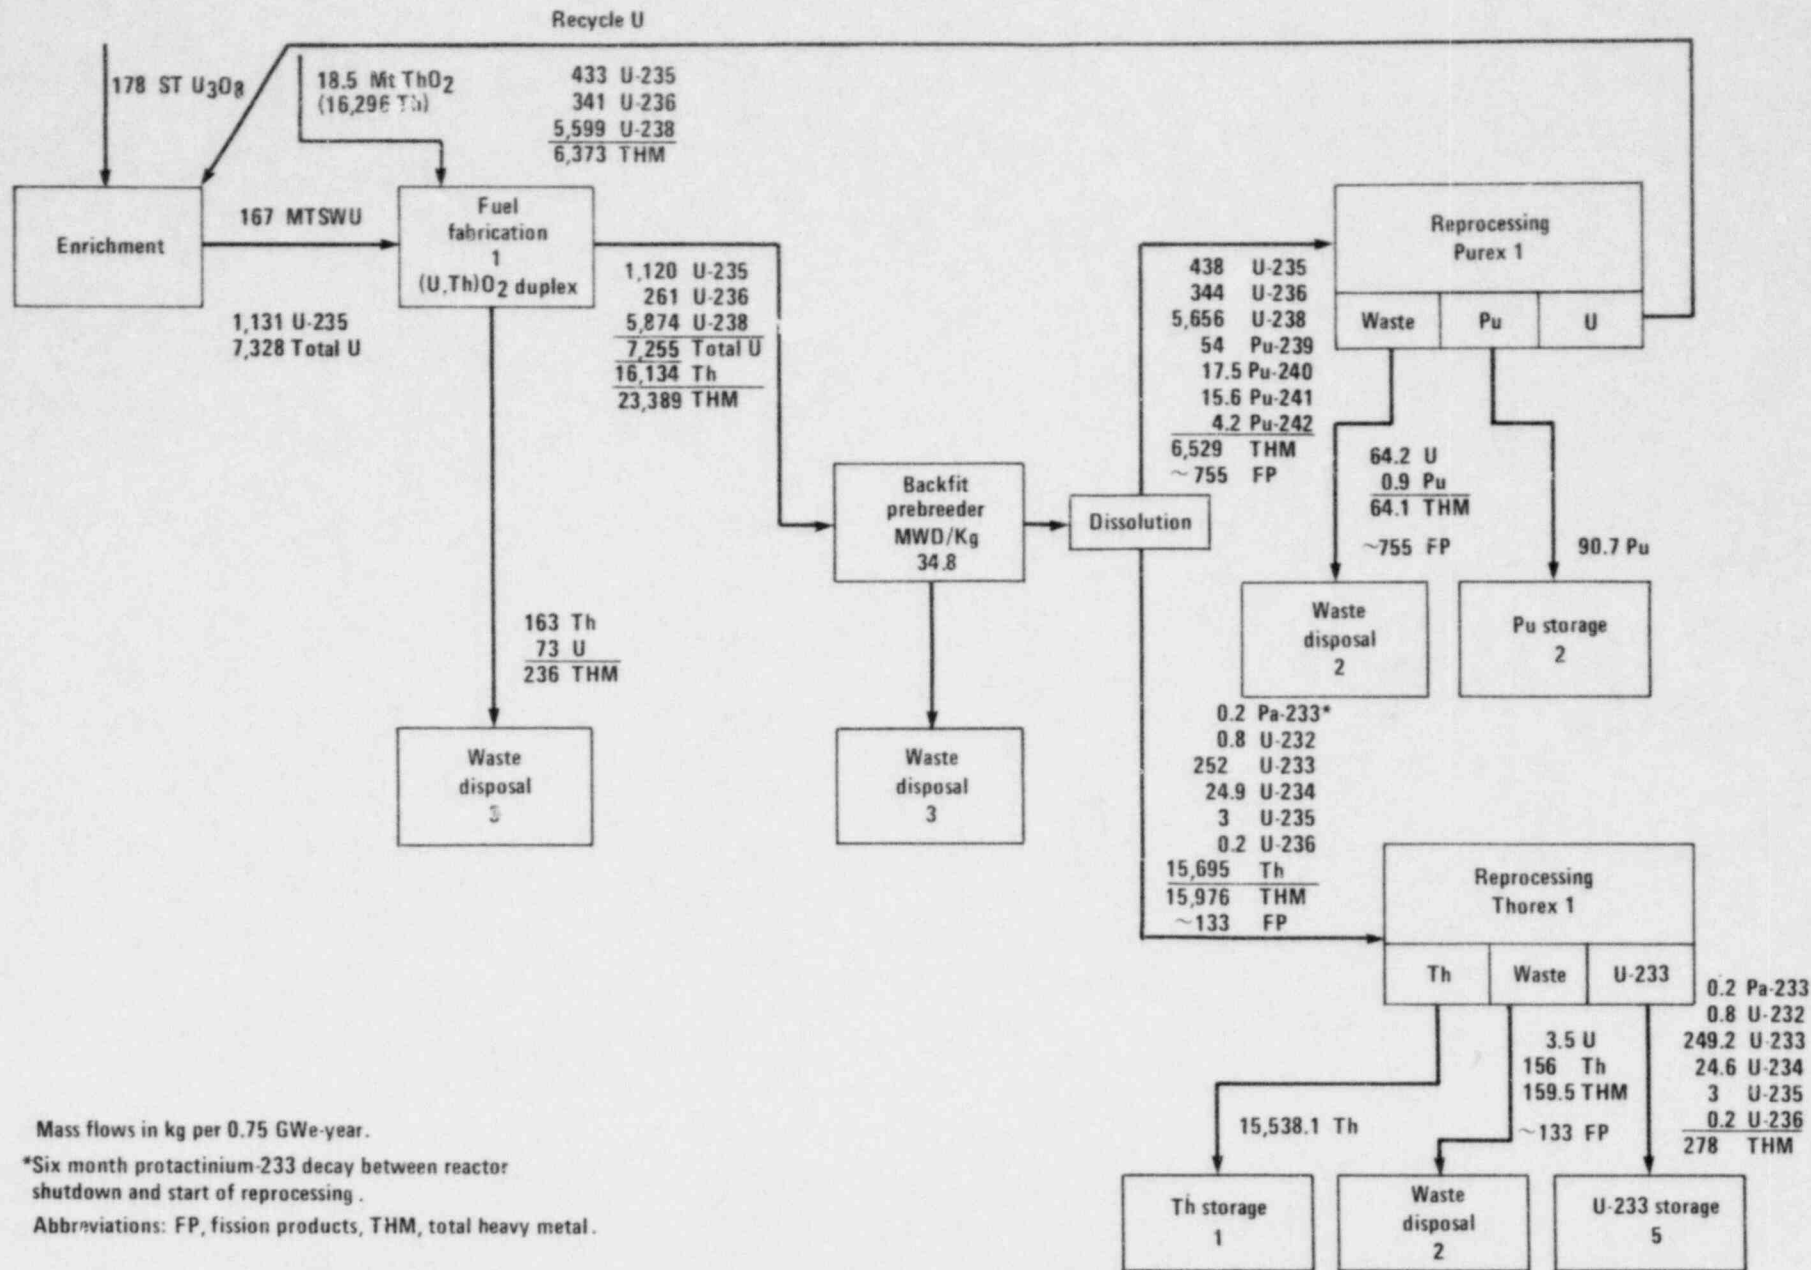 Recycle U
178 ST U3O8
18.5 Mt ThO2
(16,296 Th)
433 U-235
341 U-236
5,599 U-238
6,373 THM
Enrichment
167 MTSWU
1,131 U-235
7,328 Total U
Fuel
fabrication
1
(U,Th)O2 duplex
1,120 U-235
261 U-236
5,874 U-238
7,255 Total U
16,134 Th
23,389 THM
163 Th
73 U
236 THM
Waste
disposal
3
Backfit
prebreeder
MWD/Kg
34.8
Waste
disposal
3
Dissolution
438 U-235
344 U-236
5,656 U-238
54 Pu-239
17.5 Pu-240
15.6 Pu-241
4.2 Pu-242
6,529 THM
~755 FP
Reprocessing
Purex 1
Waste Pu U
64.2 U
0.9 Pu
64.1 THM
~755 FP
90.7 Pu
Waste
disposal
2
Pu storage
2
0.2 Pa-233*
0.8 U-232
252 U-233
24.9 U-234
3 U-235
0.2 U-236
15,695 Th
15,976 THM
~133 FP
Reprocessing
Thorex 1
Th Waste U-233
15,538.1 Th
3.5 U
156 Th
159.5 THM
~133 FP
0.2 Pa-233
0.8 U-232
249.2 U-233
24.6 U-234
3 U-235
0.2 U-236
278 THM
Th storage
1
Waste
disposal
2
U-233 storage
5
Mass flows in kg per 0.75 GWe-year.
*Six month protactinium-233 decay between reactor
shutdown and start of reprocessing.
Abbreviations: FP, fission products, THM, total heavy metal.